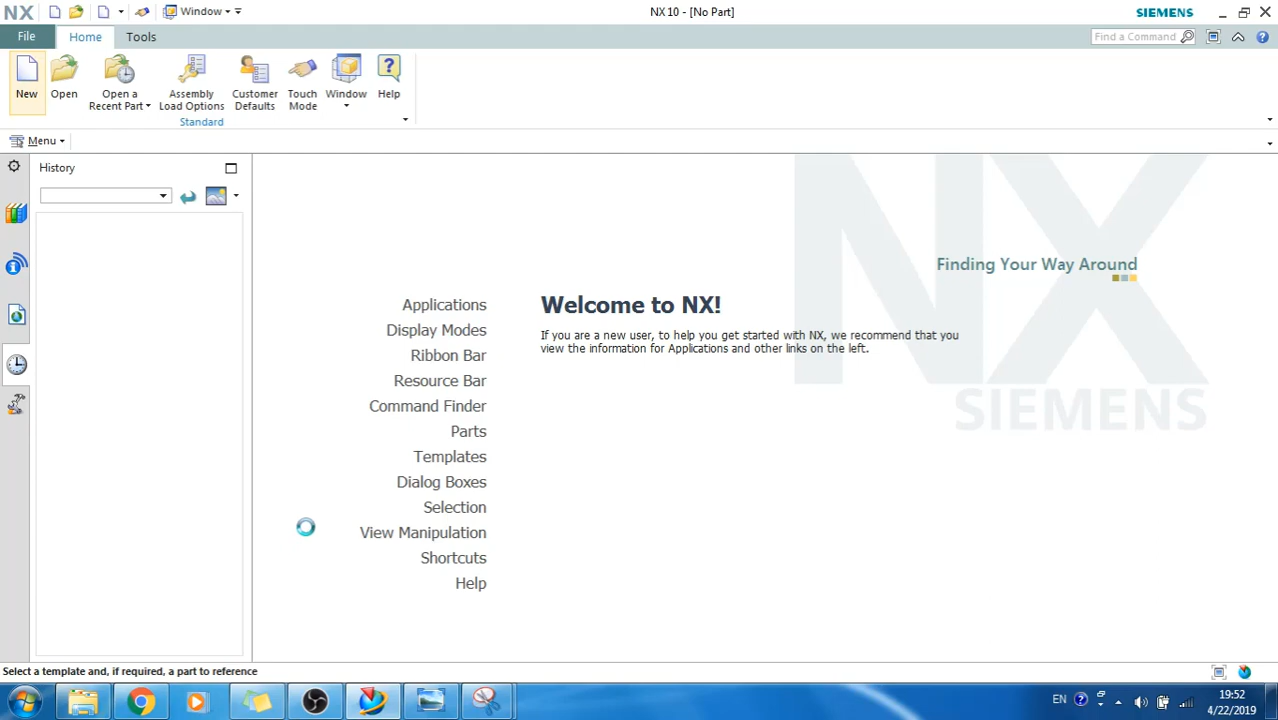 NX
Window
NX 10 - [No Part]
SIEMENS
File
Home
Tools
Find a Command
New
Open
Open a
Recent Part
Assembly
Load Options
Customer
Defaults
Touch
Mode
Window
Help
Standard
Menu
History
NX
SIEMENS
Finding Your Way Around
Applications
Display Modes
Ribbon Bar
Resource Bar
Command Finder
Parts
Templates
Dialog Boxes
Selection
View Manipulation
Shortcuts
Help
Welcome to NX!
If you are a new user, to help you get started with NX, we recommend that you
view the information for Applications and other links on the left.
Select a template and, if required, a part to reference
EN
19:52
4/22/2019